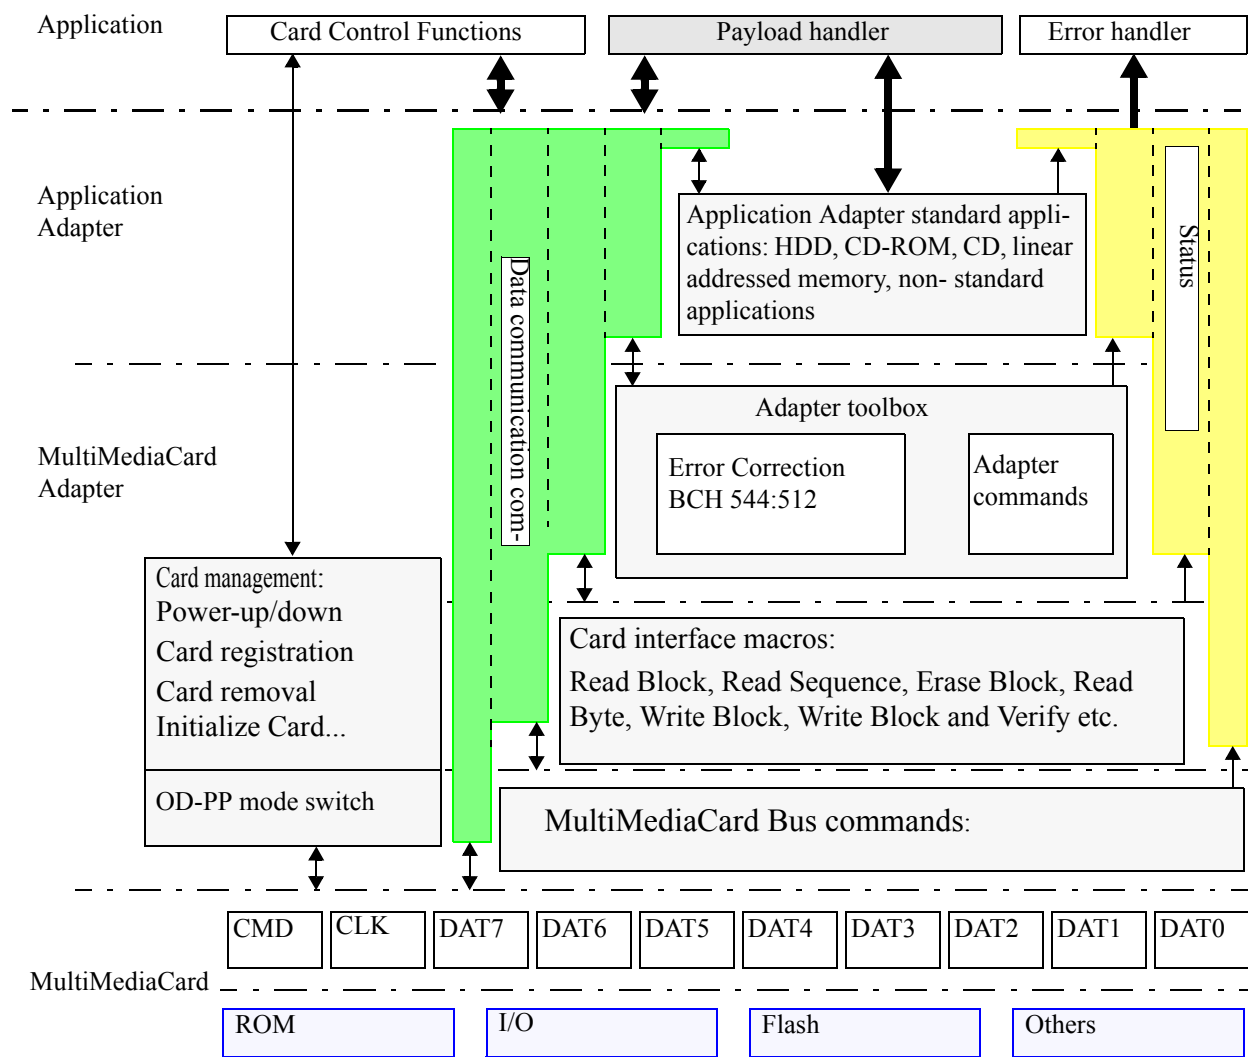 Application
Card Control Functions
Payload handler
Error handler
Application
Adapter
Application Adapter standard appli-
cations: HDD, CD-ROM, CD, linear
addressed memory, non- standard
applications
Status
Data communication com-
MultiMediaCard
Adapter
Adapter toolbox
Error Correction
BCH 544:512
Adapter
commands
Card management:
Power-up/down
Card registration
Card removal
Initialize Card...
OD-PP mode switch
Card interface macros:
Read Block, Read Sequence, Erase Block, Read
Byte, Write Block, Write Block and Verify etc.
MultiMediaCard Bus commands:
CMD
CLK
DAT7
DAT6
DAT5
DAT4
DAT3
DAT2
DAT1
DAT0
MultiMediaCard
ROM
I/O
Flash
Others